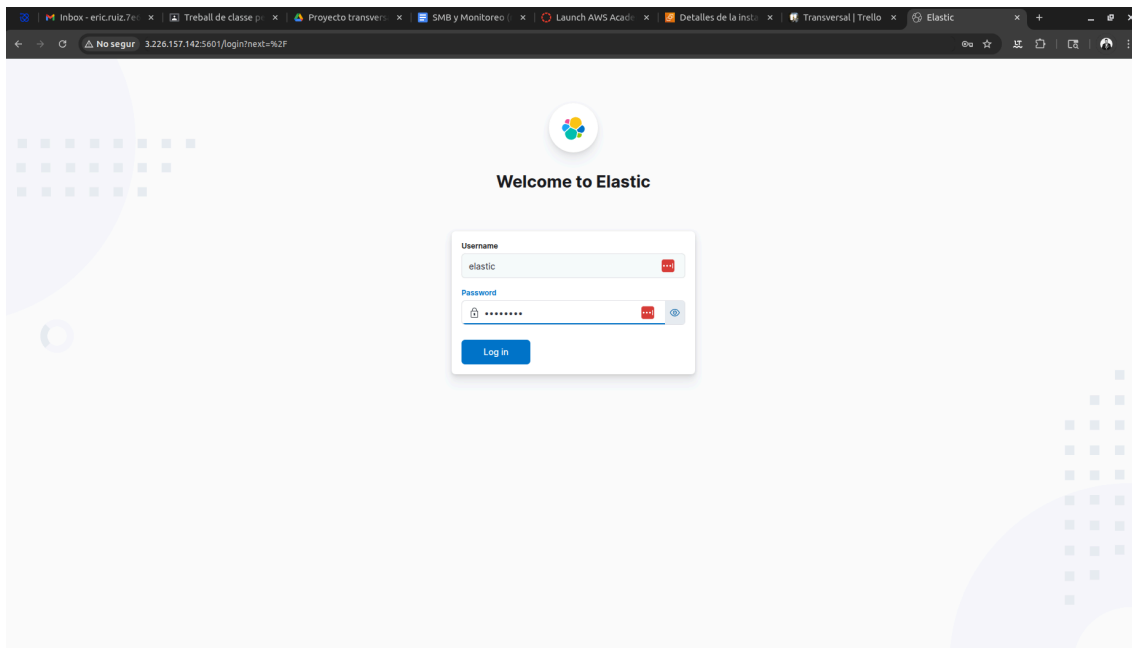 Inbox - eric.ruiz.7e
Treball de classe pe
Proyecto transvers
SMB y Monitoreo
Launch AWS Acade
Detalles de la insta
Transversal | Trello
Elastic
No segur
3.226.157.142:5601/login?next=%2F
Welcome to Elastic
Username
elastic
Password
Log in